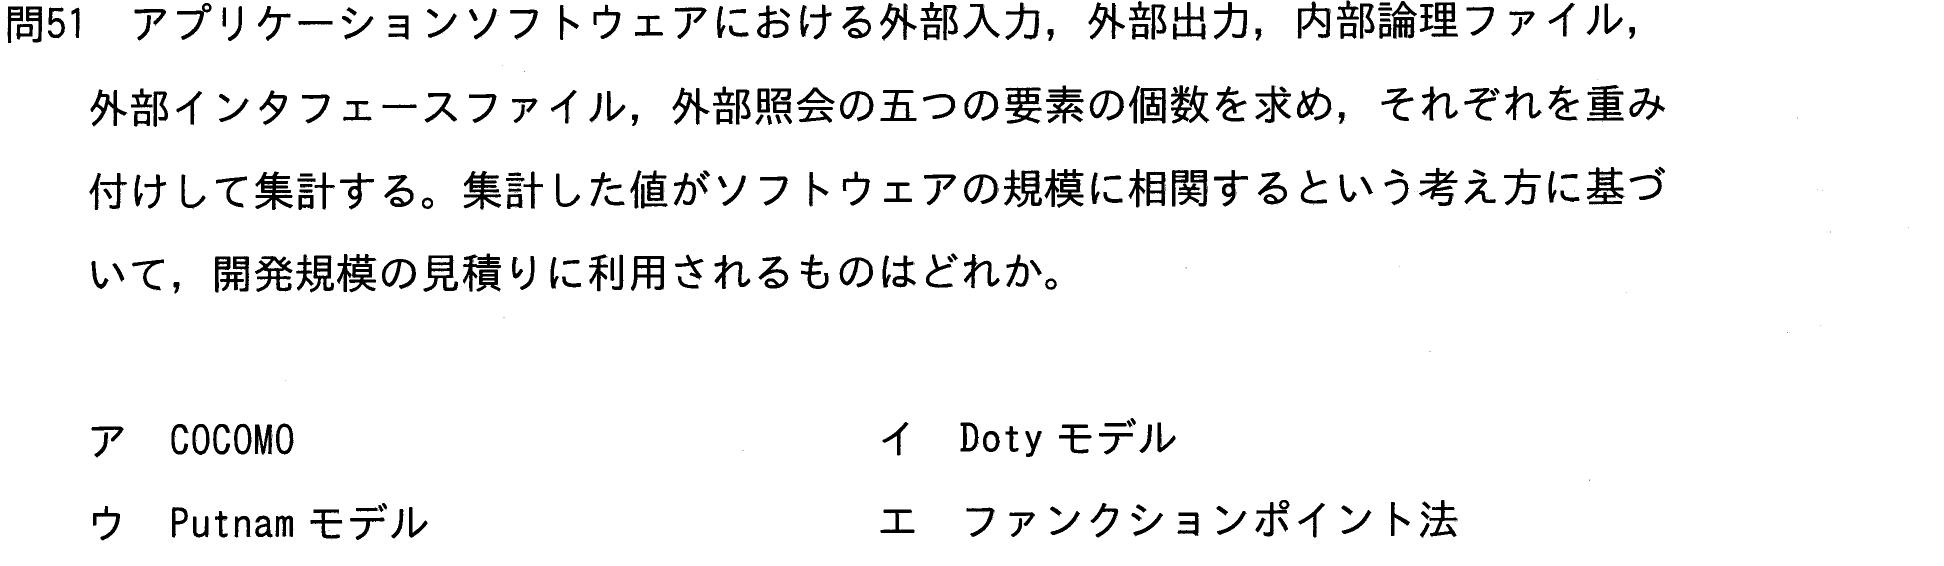 問51　アプリケーションソフトウェアにおける外部入力，外部出力，内部論理ファイル，
外部インタフェースファイル，外部照会の五つの要素の個数を求め，それぞれを重み
付けして集計する。集計した値がソフトウェアの規模に相関するという考え方に基づ
いて，開発規模の見積りに利用されるものはどれか。
ア　COCOMO　イ　Doty モデル
ウ　Putnam モデル　エ　ファンクションポイント法